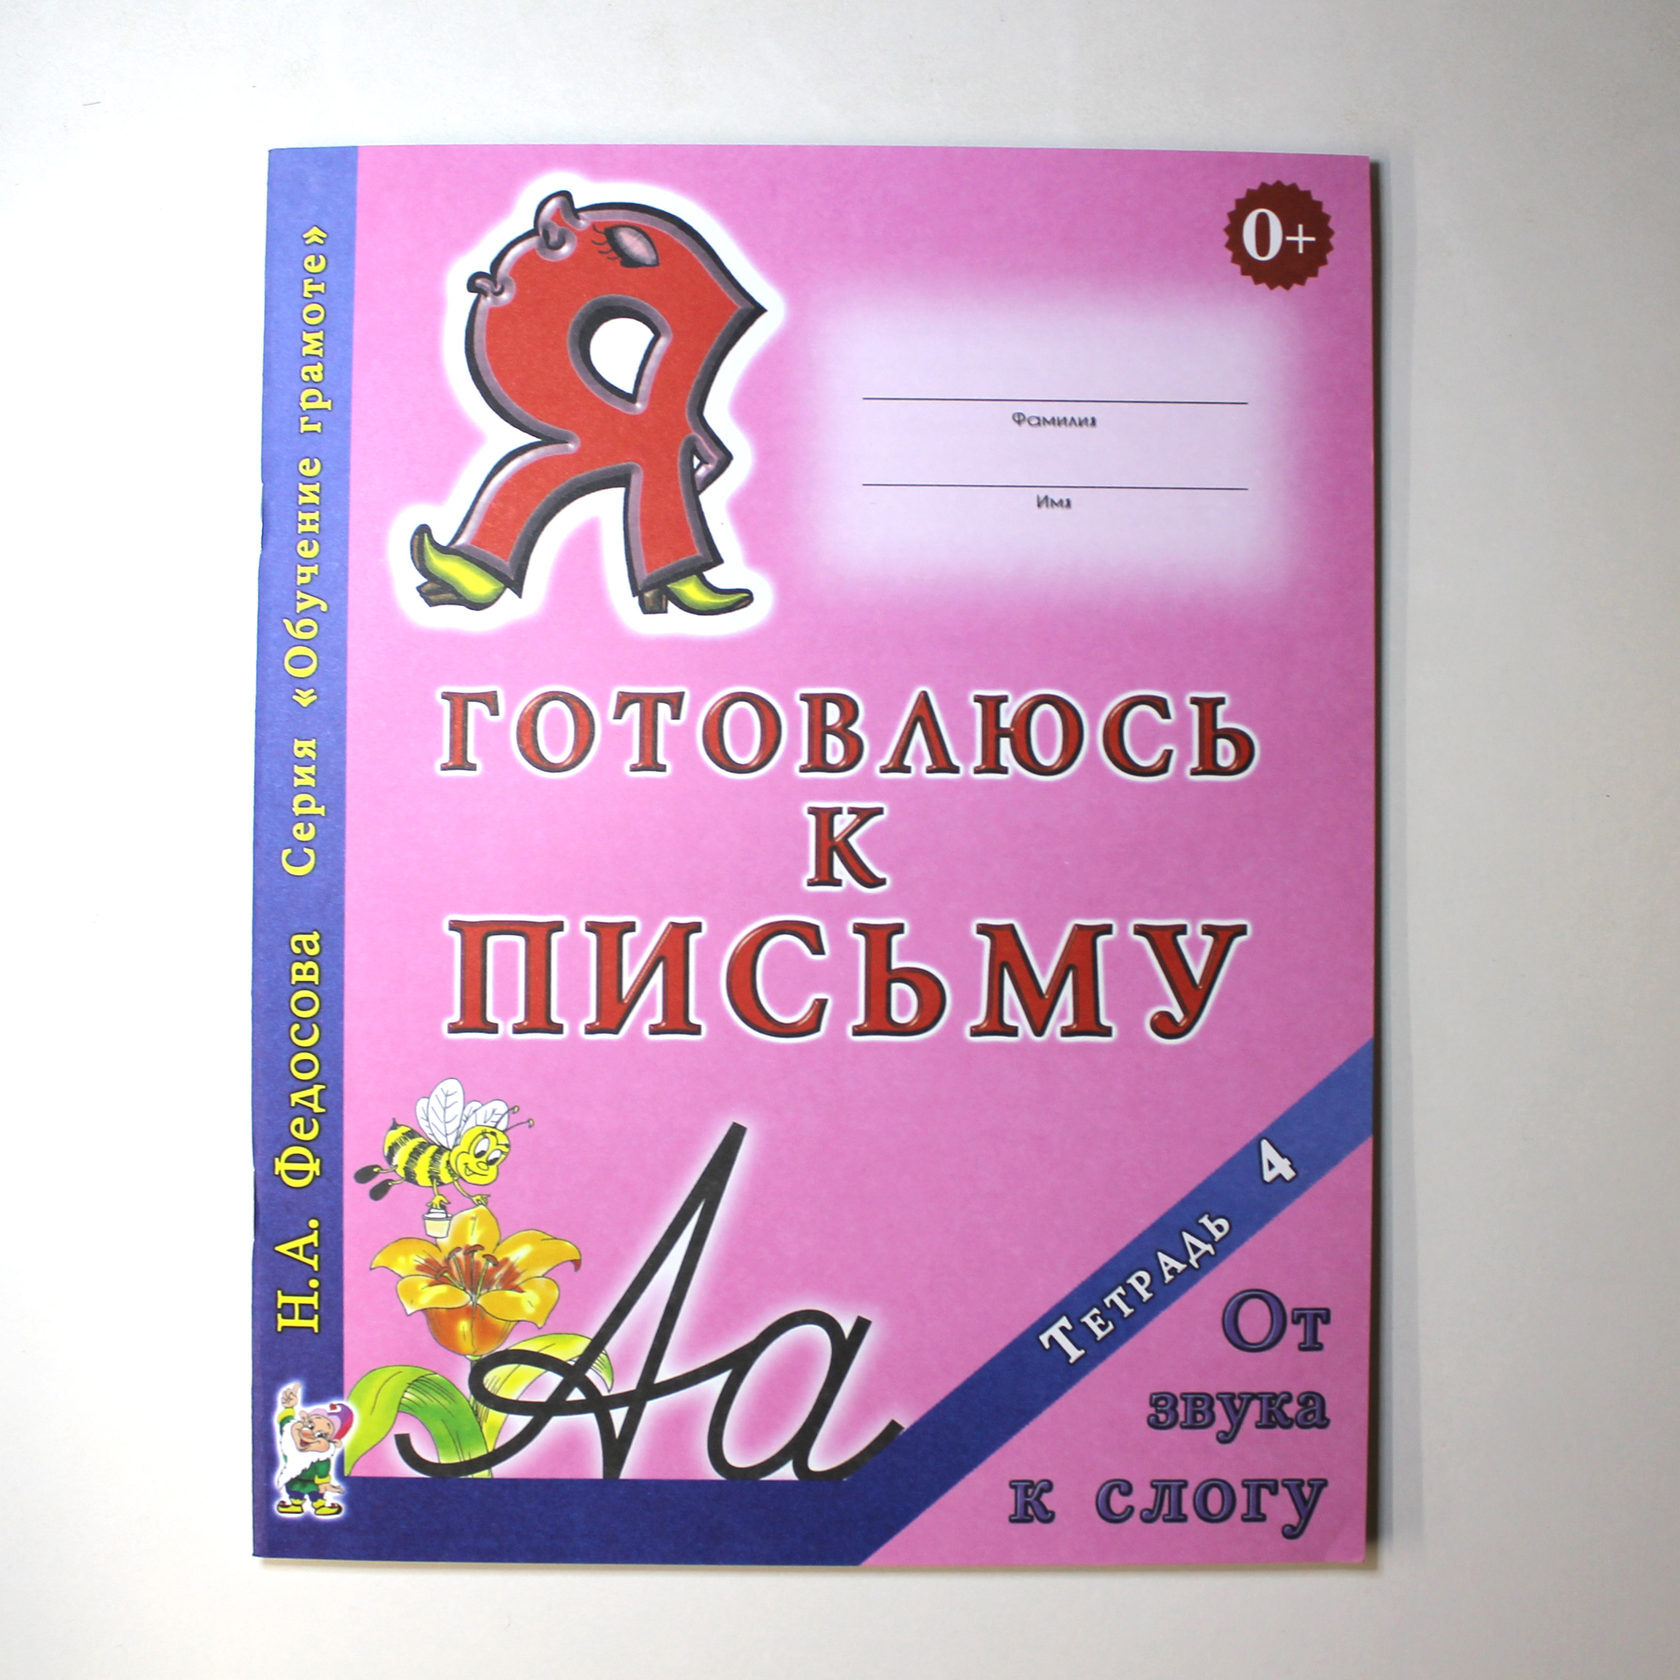 Н.А. Федосова Серия «Обучение грамоте»
0+
Фамилия
Имя
Я
ГОТОВЛЮСЬ
К
ПИСЬМУ
Аа
Тетрадь 4
От
звука
к слогу